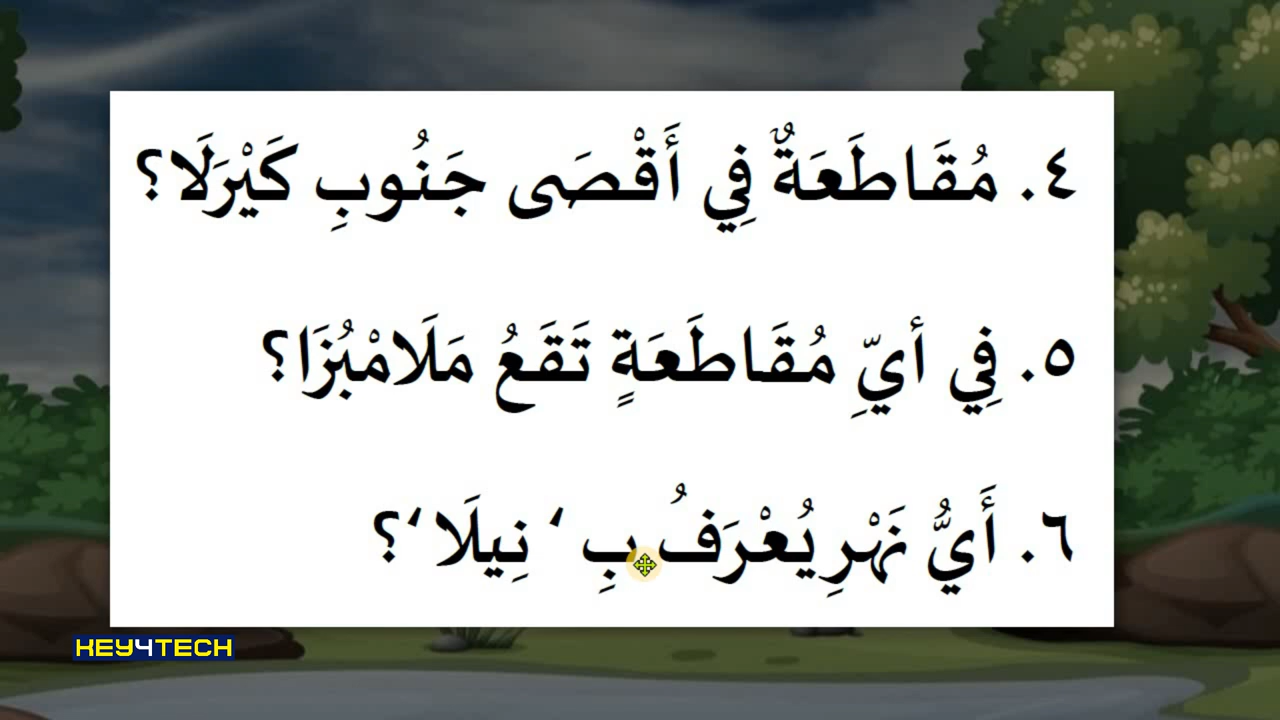 ٤. مُقَاطَعَةٌ فِي أَقْصَى جَنُوبِ كَيْرَلَا؟
٥. فِي أيِّ مُقَاطَعَةٍ تَقَعُ مَلَامْبُزَا؟
٦. أَيُّ نَهْرِ يُعْرَفُ بِ ‘ نِيلَا ‘؟
KEY4TECH